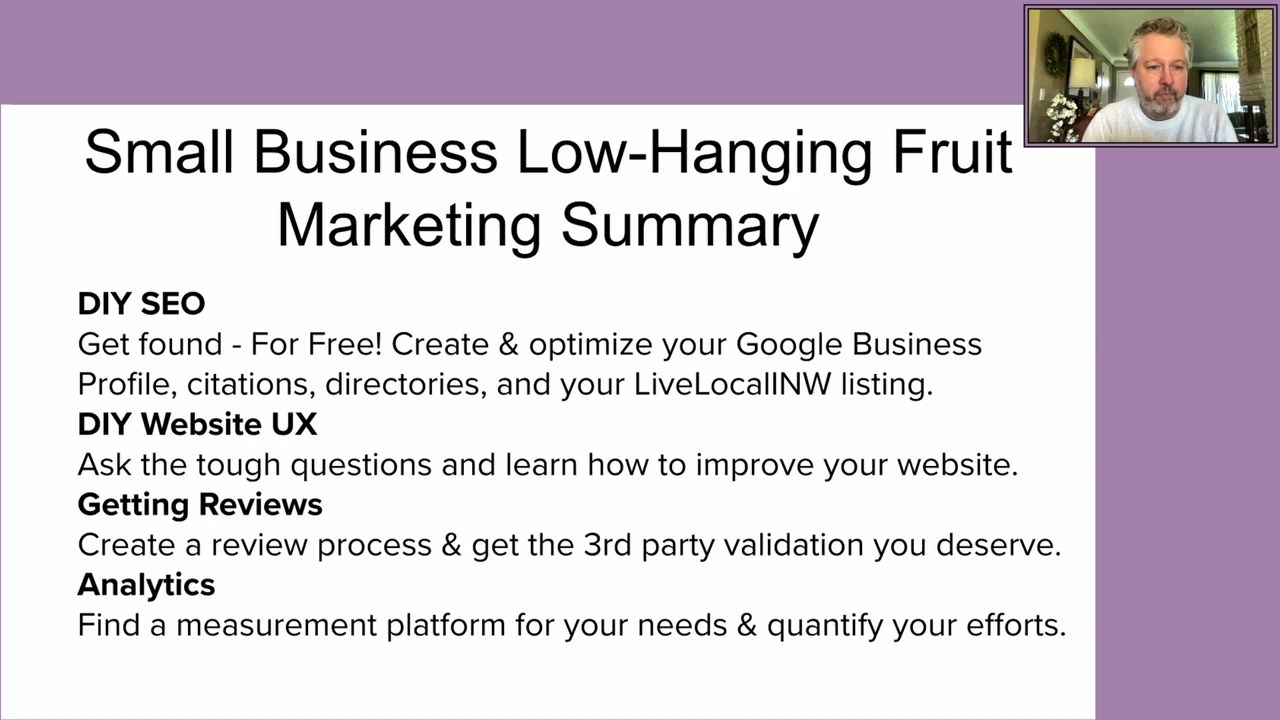 Small Business Low-Hanging Fruit
Marketing Summary
DIY SEO
Get found - For Free! Create & optimize your Google Business
Profile, citations, directories, and your LiveLocalINW listing.
DIY Website UX
Ask the tough questions and learn how to improve your website.
Getting Reviews
Create a review process & get the 3rd party validation you deserve.
Analytics
Find a measurement platform for your needs & quantify your efforts.